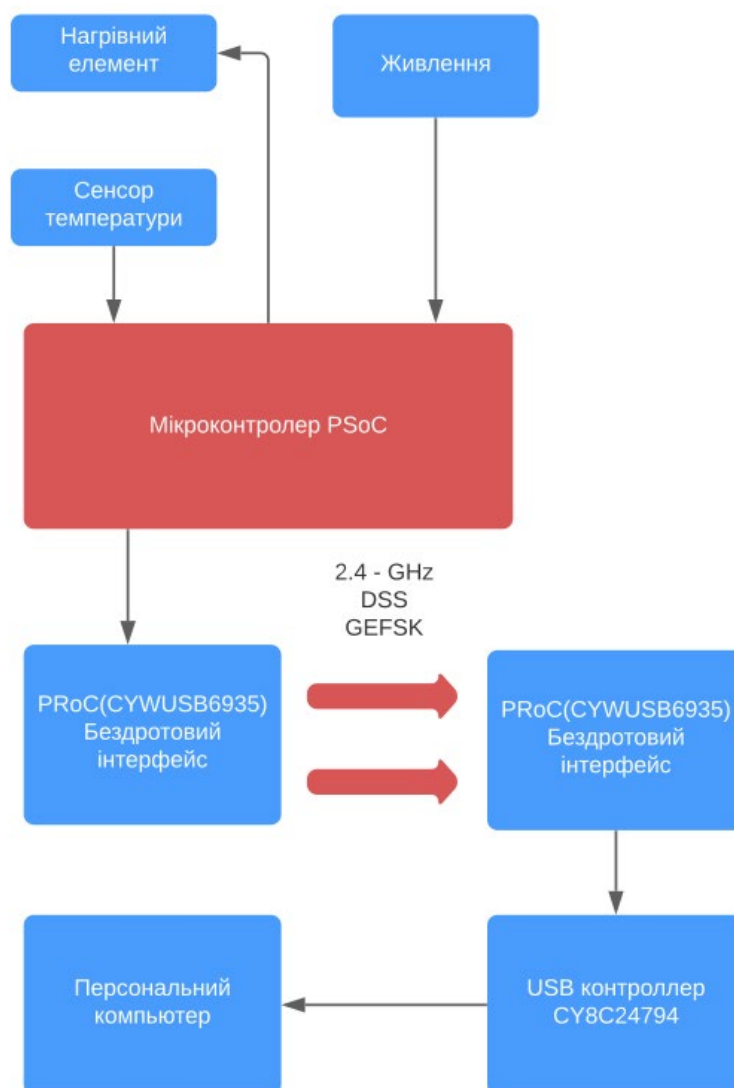 Нагрівний
елемент
Живлення
Сенсор
температури
Мікроконтролер PSoC
2.4 - GHz
DSS
GEFSK
PRoC(CYWUSB6935)
Бездротовий
інтерфейс
PRoC(CYWUSB6935)
Бездротовий
інтерфейс
Персональний
компьютер
USB контроллер
CY8C24794